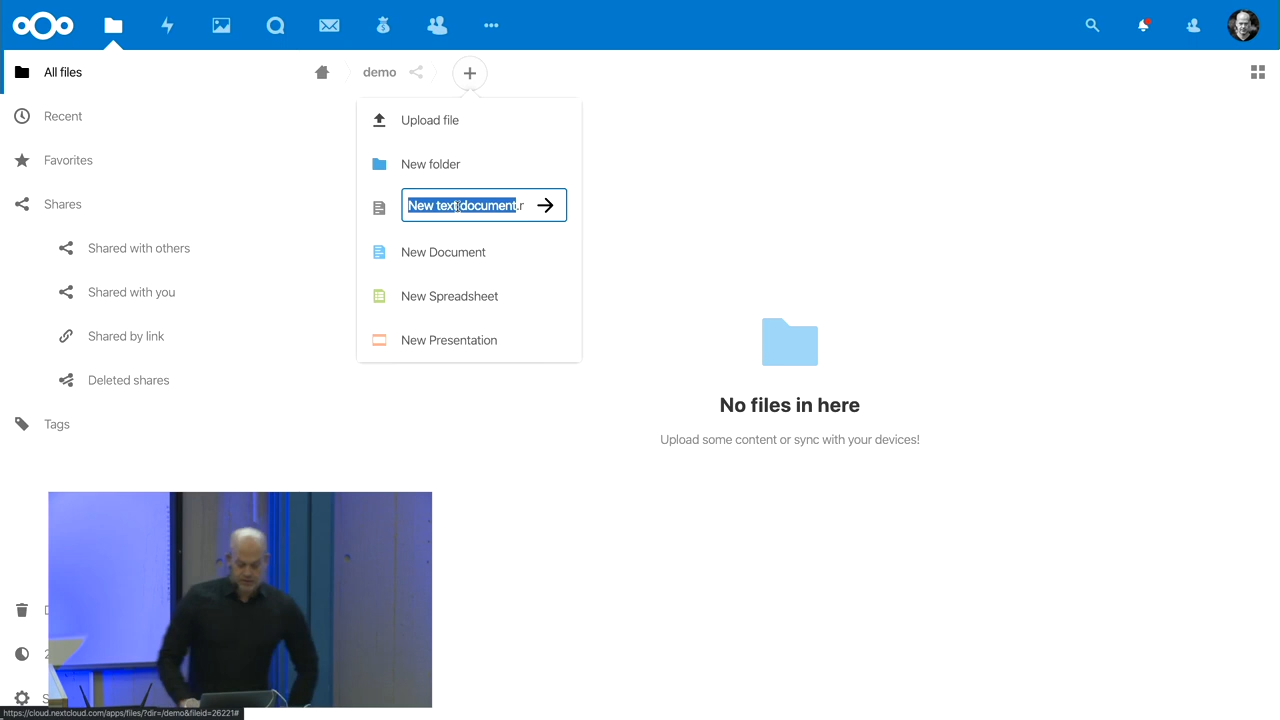 All files
demo
Upload file
Recent
New folder
Favorites
New text document.r
Shares
New Document
Shared with others
New Spreadsheet
Shared with you
New Presentation
Shared by link
Deleted shares
No files in here
Tags
Upload some content or sync with your devices!
https://cloud.nextcloud.com/apps/files/?dir=/demo&fileid=26221#